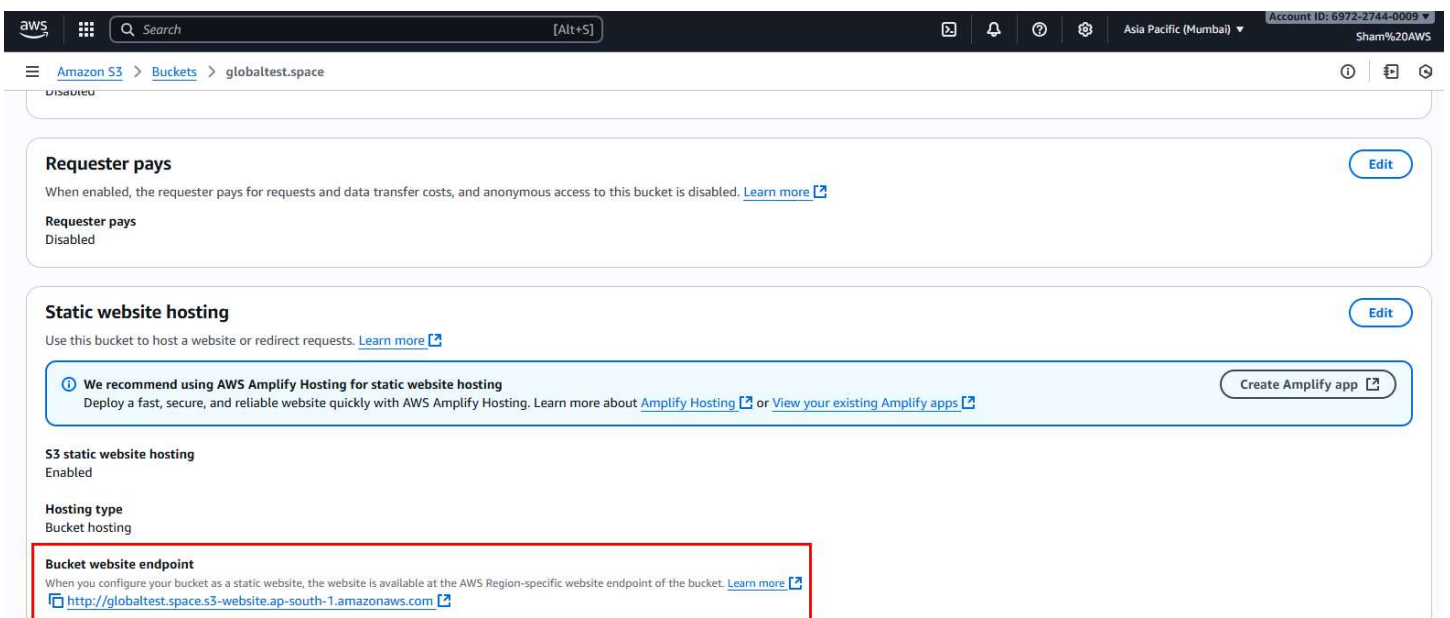 aws
Search [Alt+S] Asia Pacific (Mumbai) ▼ Account ID: 6972-2744-0009 ▼
Sham%20AWS
Amazon S3 > Buckets > globaltest.space
Disabled
Requester pays Edit
When enabled, the requester pays for requests and data transfer costs, and anonymous access to this bucket is disabled. Learn more
Requester pays
Disabled
Static website hosting Edit
Use this bucket to host a website or redirect requests. Learn more
We recommend using AWS Amplify Hosting for static website hosting Create Amplify app
Deploy a fast, secure, and reliable website quickly with AWS Amplify Hosting. Learn more about Amplify Hosting or View your existing Amplify apps
S3 static website hosting
Enabled
Hosting type
Bucket hosting
Bucket website endpoint
When you configure your bucket as a static website, the website is available at the AWS Region-specific website endpoint of the bucket. Learn more
http://globaltest.space.s3-website.ap-south-1.amazonaws.com